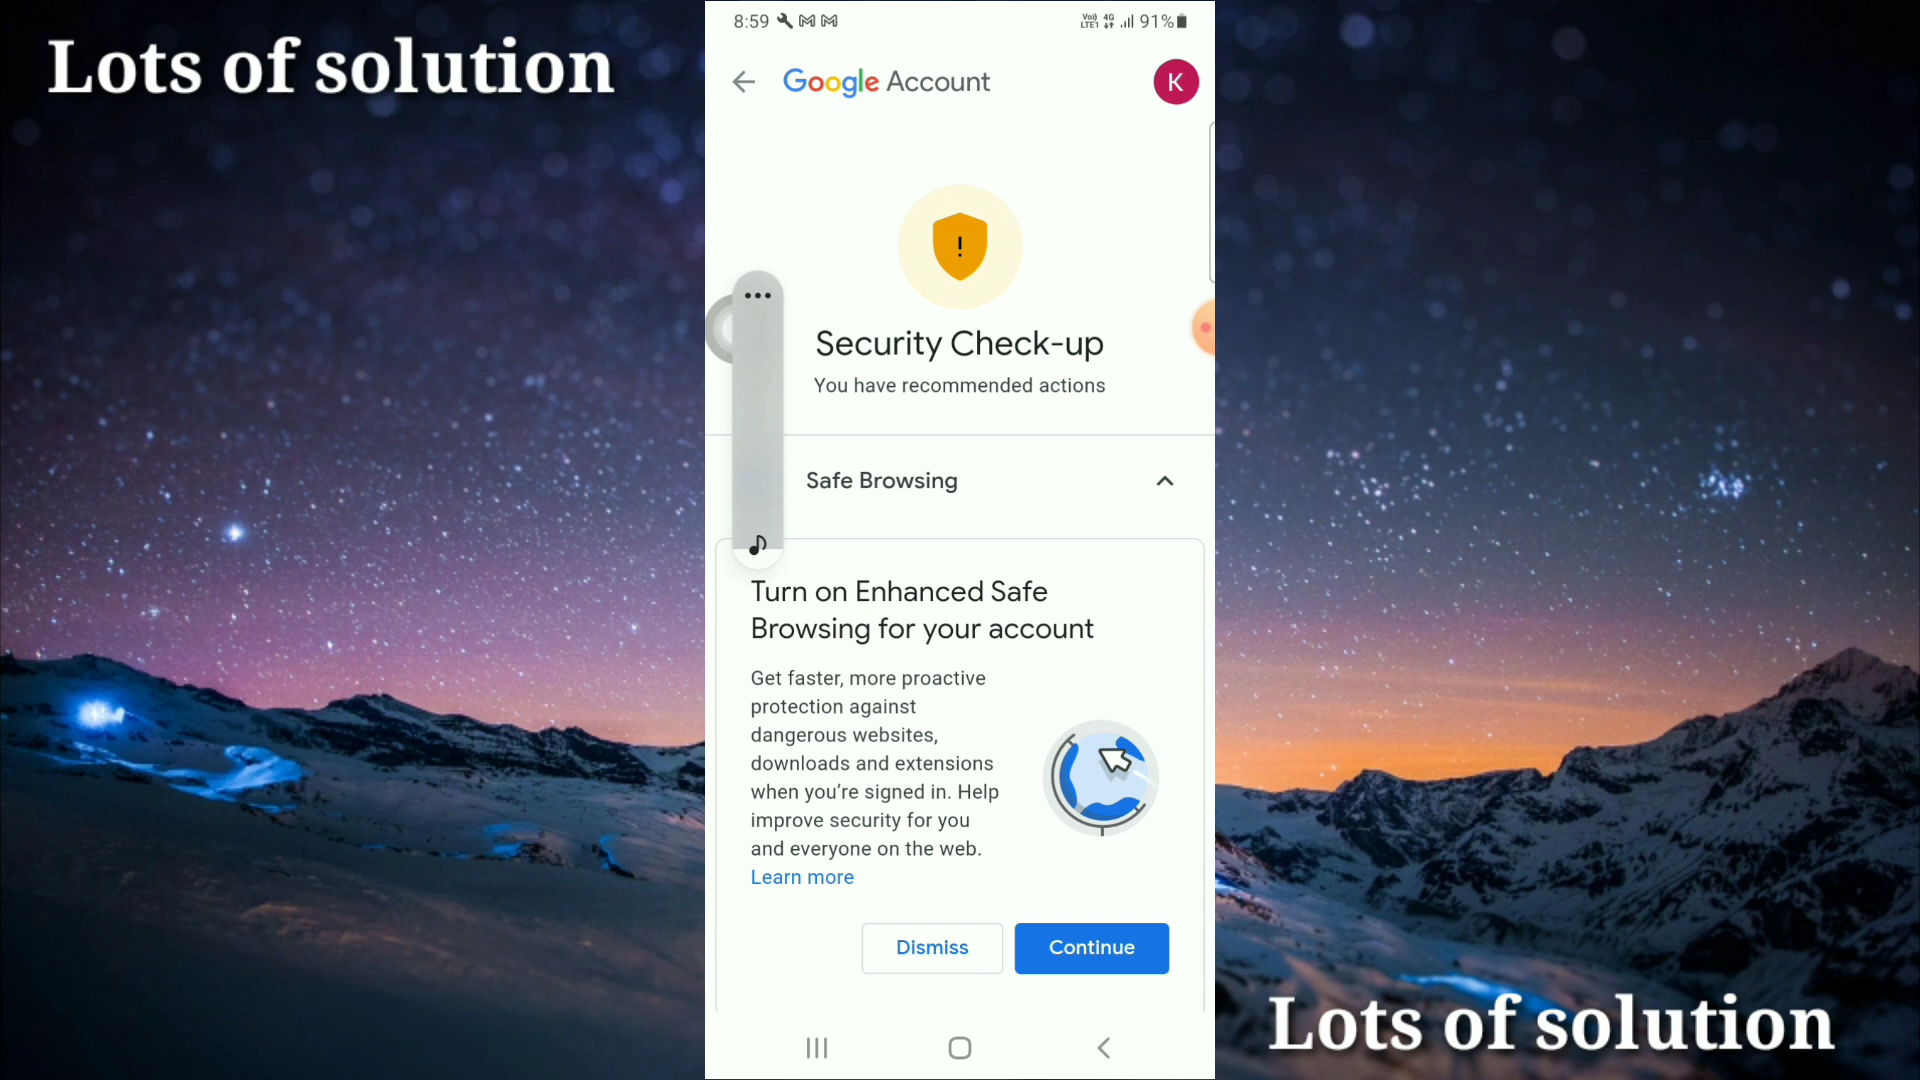 Lots of solution
8:59
Vo)) 4G
LTE1
91%
Google Account
K
Security Check-up
You have recommended actions
Safe Browsing
Turn on Enhanced Safe
Browsing for your account
Get faster, more proactive
protection against
dangerous websites,
downloads and extensions
when you’re signed in. Help
improve security for you
and everyone on the web.
Learn more
Dismiss
Continue
Lots of solution